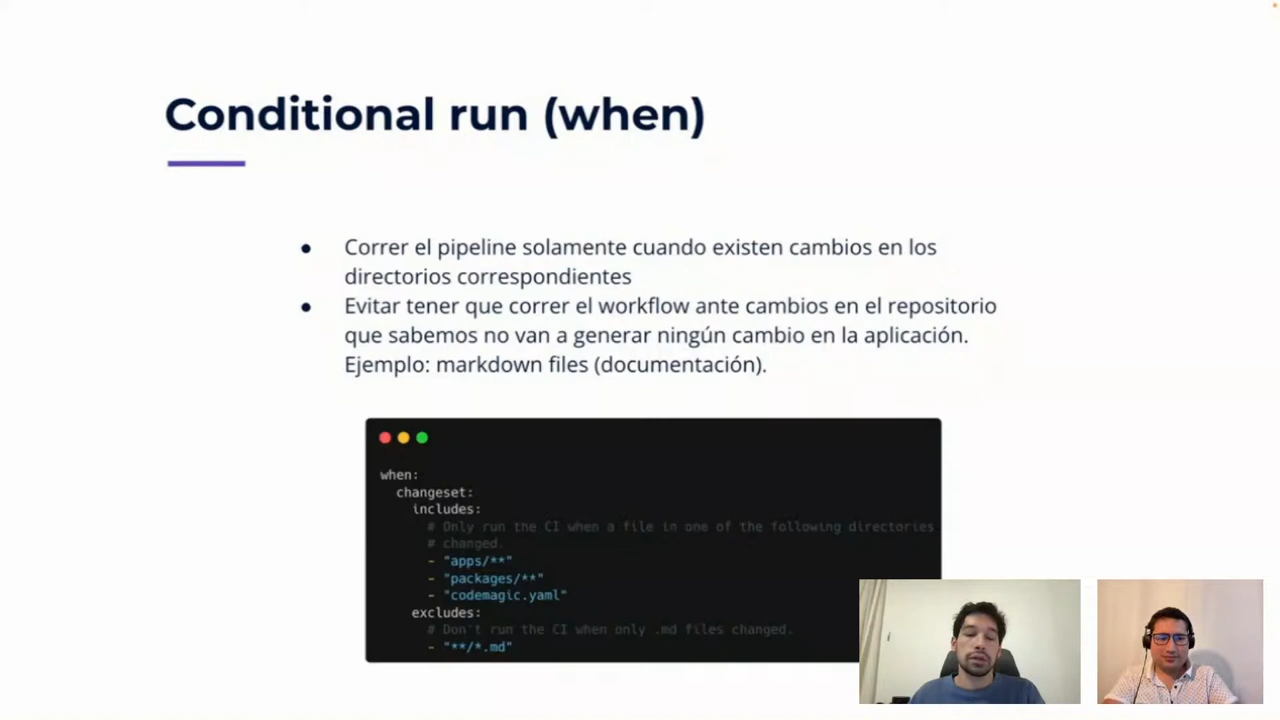 Conditional run (when)
● Correr el pipeline solamente cuando existen cambios en los
directorios correspondientes
● Evitar tener que correr el workflow ante cambios en el repositorio
que sabemos no van a generar ningún cambio en la aplicación.
Ejemplo: markdown files (documentación).
when:
  changeset:
    includes:
      # Only run the CI when a file in one of the following directories
      # changed.
      - "apps/**"
      - "packages/**"
      - "codemagic.yaml"
    excludes:
      # Don't run the CI when only .md files changed.
      - "**/*.md"